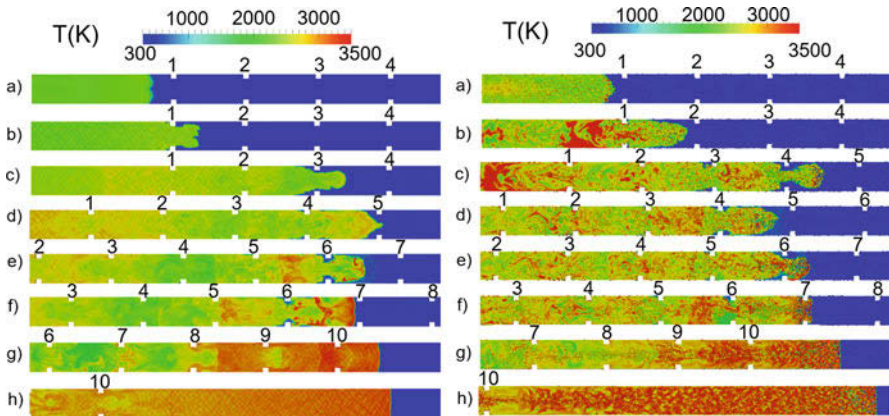 1000 3000
T(K)
300 2000 3500
1 2 3 4
a)
1 2 3 4
b)
1 2 3 4
c)
1 2 3 4 5
d)
2 3 4 5 6 7
e)
3 4 5 6 7 8
f)
6 7 8 9 10
g)
10
h)
1000 3000
T(K)
300 2000 3500
1 2 3 4
a)
1 2 3 4
b)
1 2 3 4 5
c)
1 2 3 4 5 6
d)
2 3 4 5 6 7
e)
3 4 5 6 7 8
f)
7 8 9 10
g)
10
h)